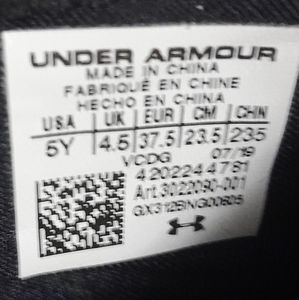 UNDER ARMOUR
MADE IN CHINA
FABRIQUÉ EN CHINE
HECHO EN CHINA
USA UK EUR CM CHN
5Y 4.5 37.5 23.5 235
VCDG 07/19
4202244781
Art.3022090-001
GX312BNG00605